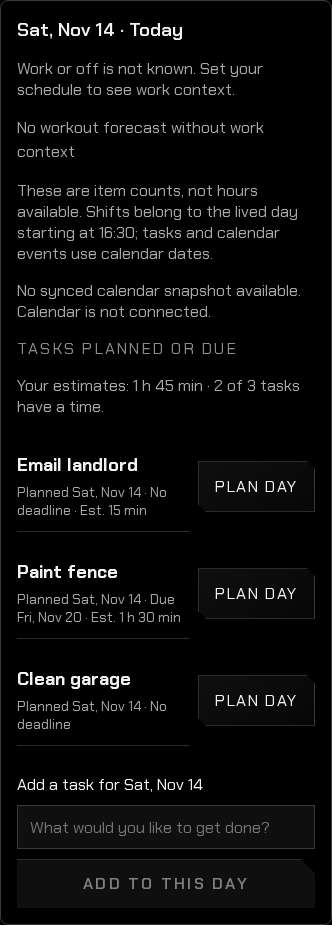 Sat, Nov 14 · Today
Work or off is not known. Set your
schedule to see work context.
No workout forecast without work
context
These are item counts, not hours
available. Shifts belong to the lived day
starting at 16:30; tasks and calendar
events use calendar dates.
No synced calendar snapshot available.
Calendar is not connected.
TASKS PLANNED OR DUE
Your estimates: 1 h 45 min · 2 of 3 tasks
have a time.
Email landlord
Planned Sat, Nov 14 · No
deadline · Est. 15 min
PLAN DAY
Paint fence
Planned Sat, Nov 14 · Due
Fri, Nov 20 · Est. 1 h 30 min
PLAN DAY
Clean garage
Planned Sat, Nov 14 · No
deadline
PLAN DAY
Add a task for Sat, Nov 14
What would you like to get done?
ADD TO THIS DAY